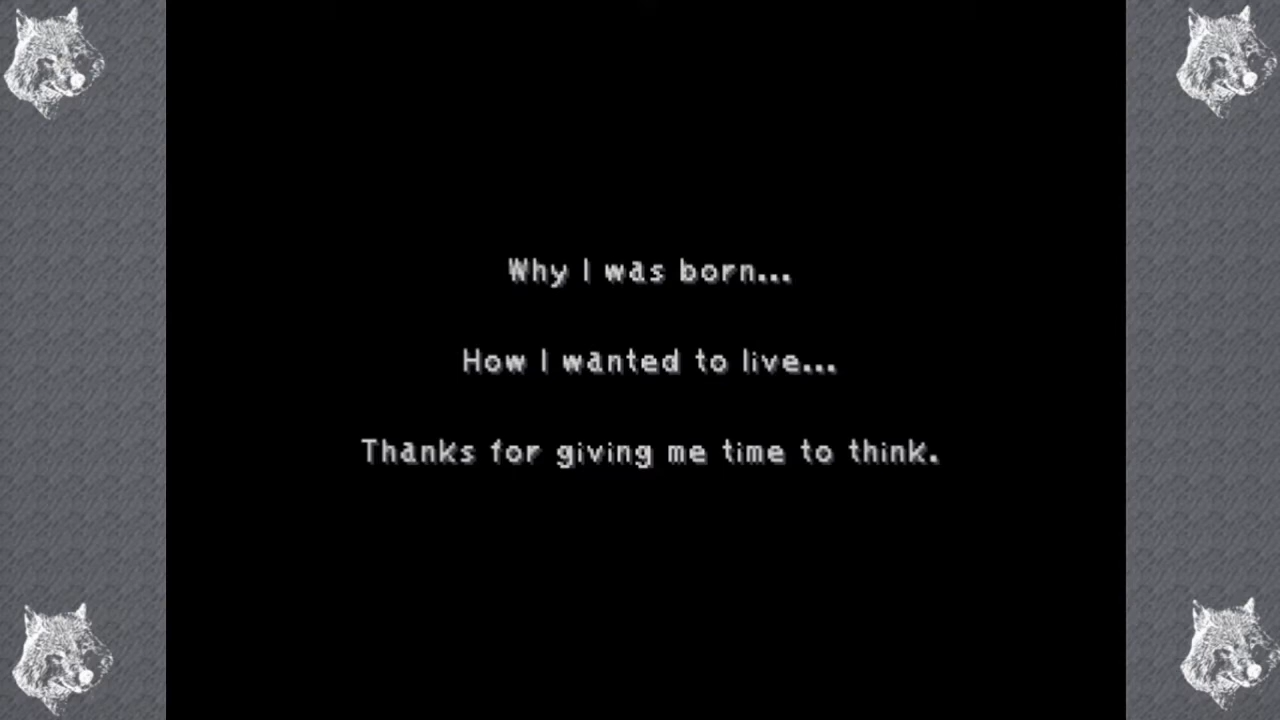 Why I was born...
How I wanted to live...
Thanks for giving me time to think.